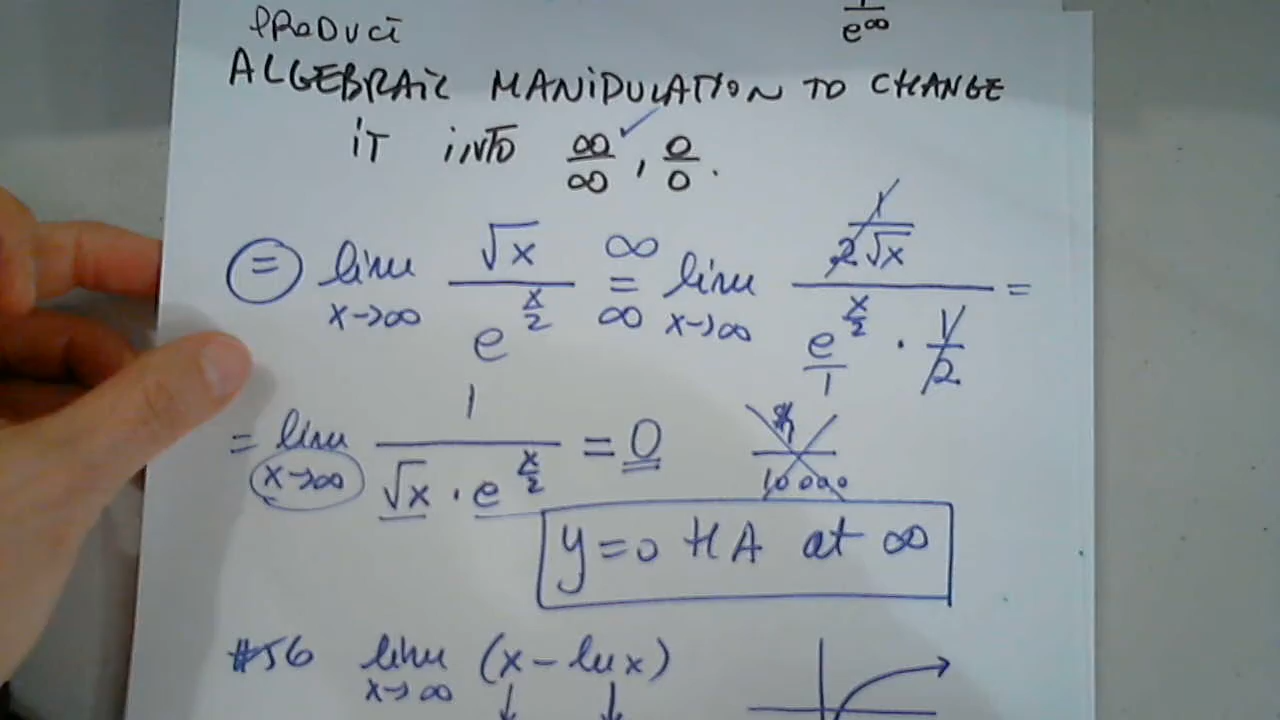 PRODUCT 1/e^∞
ALGEBRAIC MANIPULATION TO CHANGE
IT INTO ∞/∞ ✓, 0/0.
= lim x→∞ √x / e^(x/2) ∞ = ∞ lim x→∞ (1/(2√x)) / (e^(x/2)/1 · 1/2) =
= lim x→∞ 1 / (√x · e^(x/2)) = 0 10000
y=0 HA at ∞
#56 lim x→∞ (x - ln x)